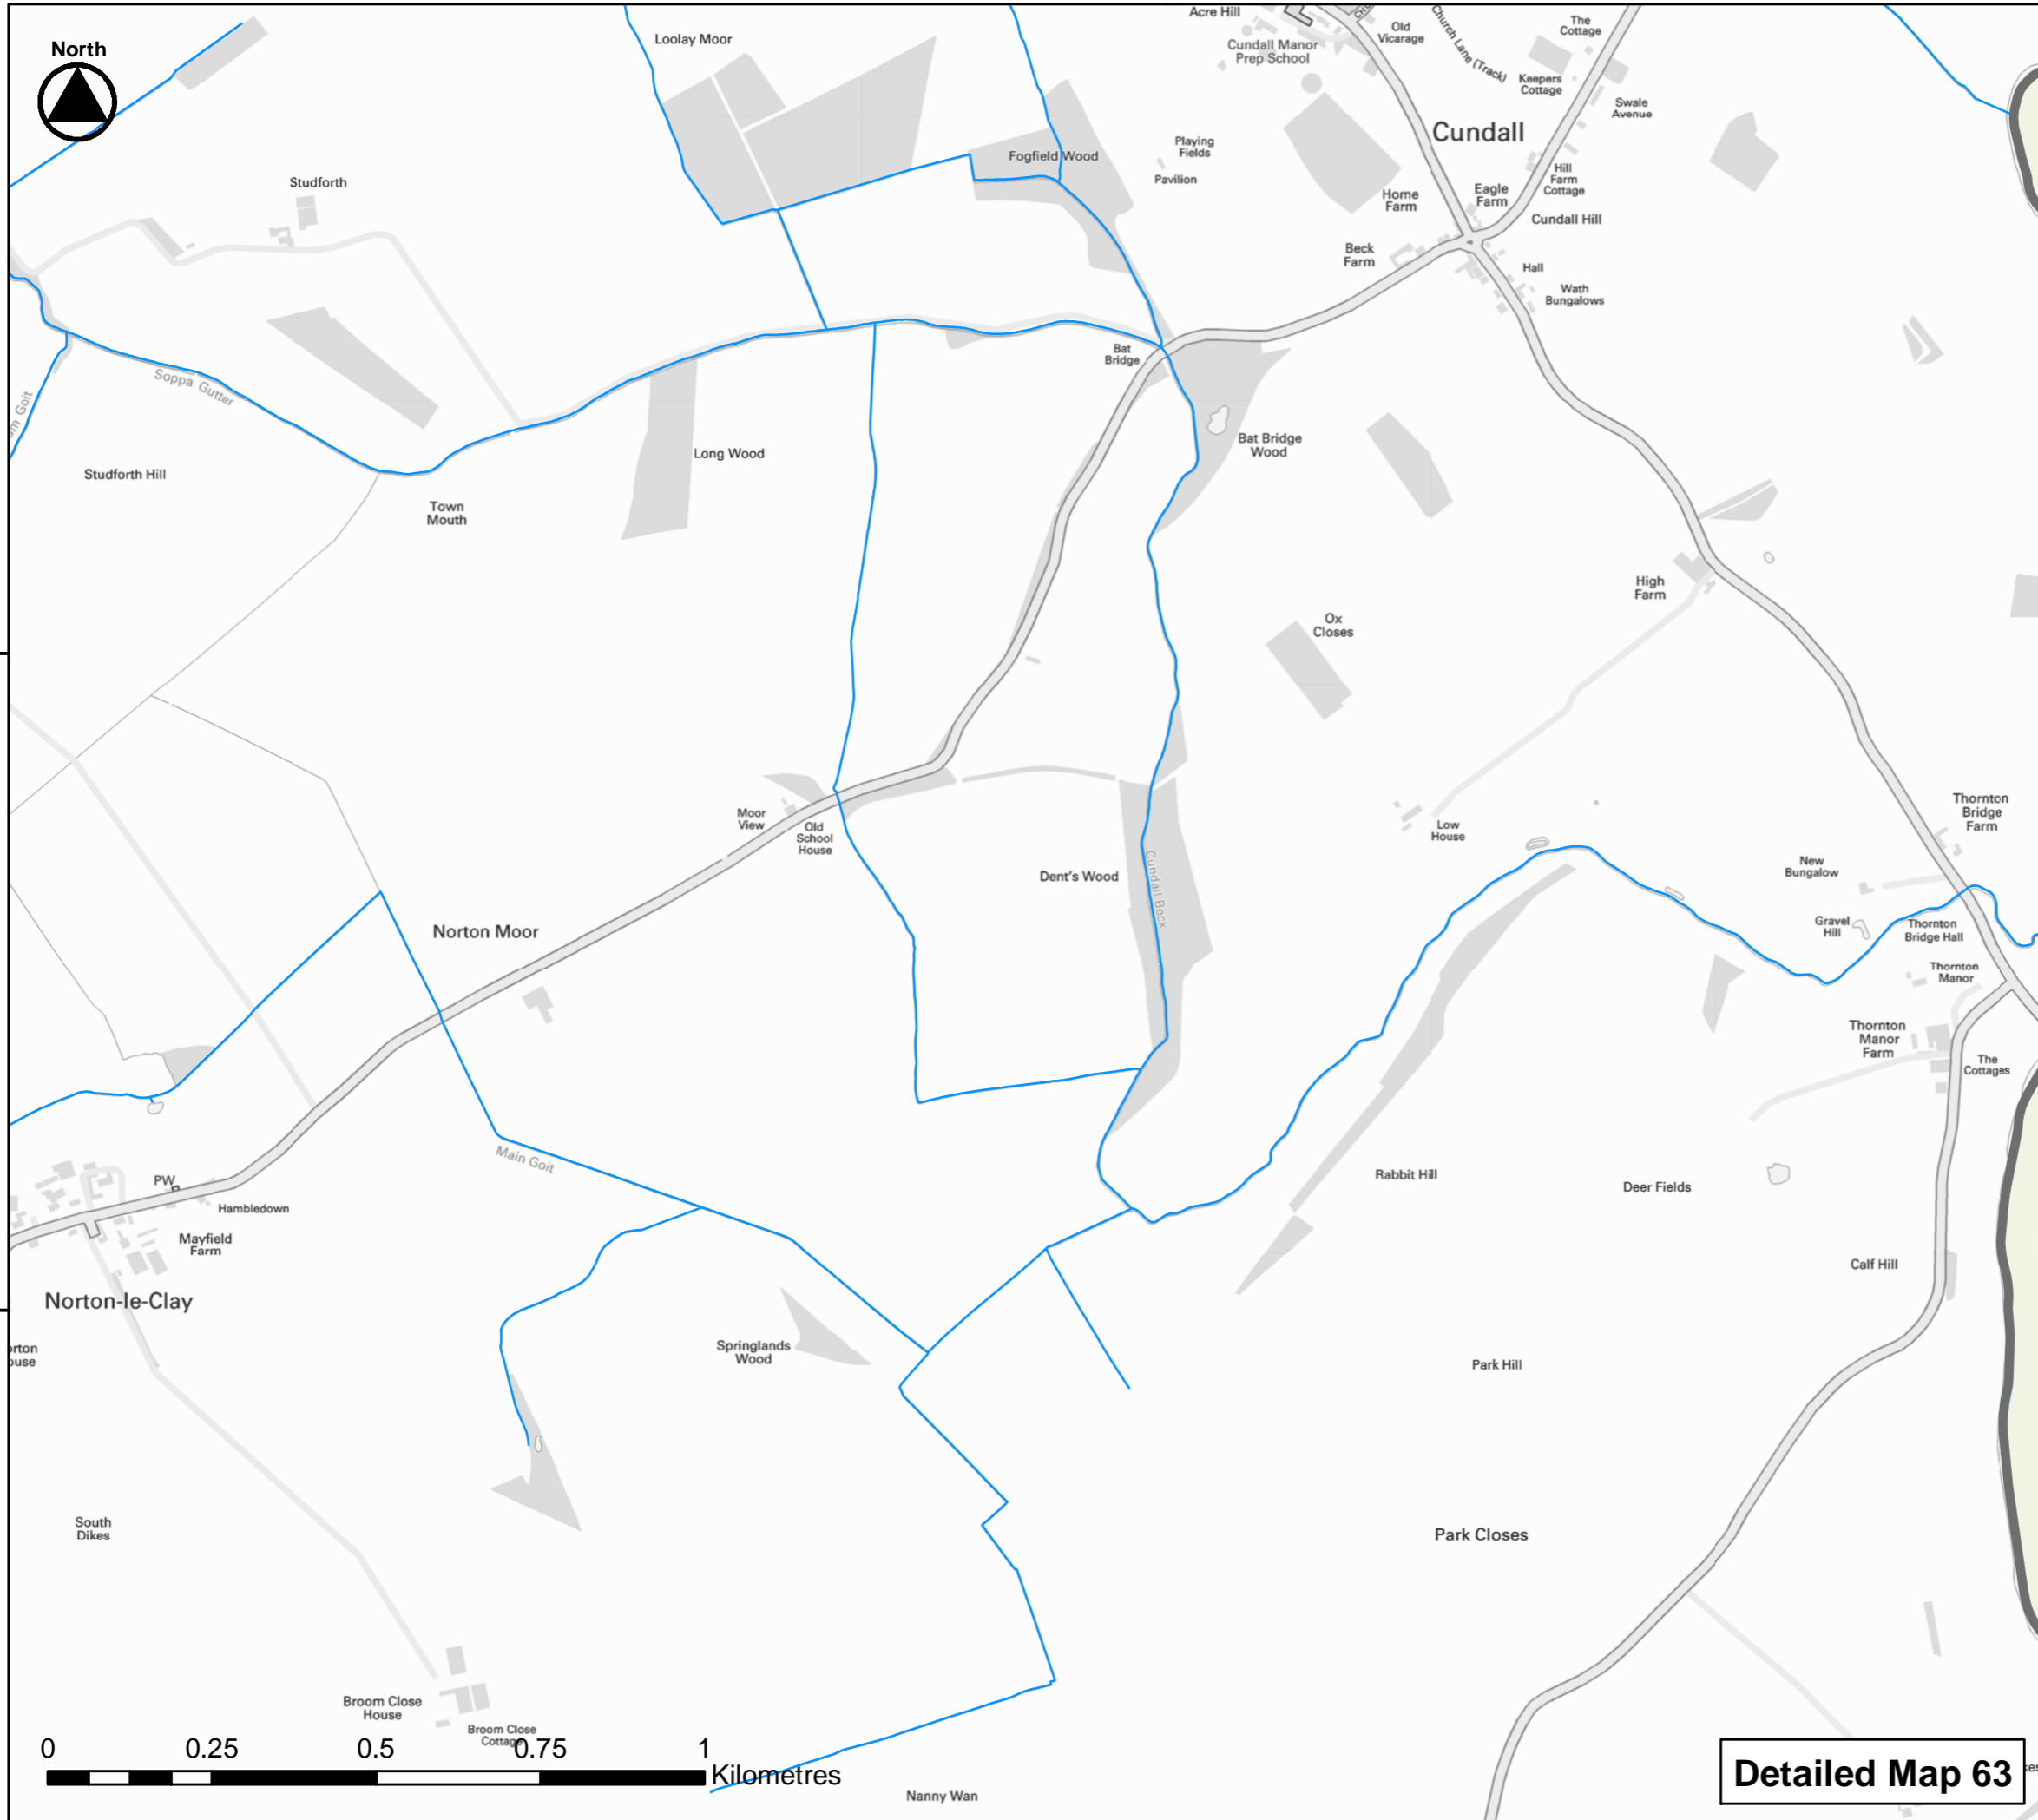 North
Loolay Moor
Acre Hill
Cundall Manor
Prep School
Old
Vicarage
Church Lane (Track)
The
Cottage
Keepers
Cottage
Swale
Avenue
Cundall
Playing
Fields
Pavilion
Fogfield Wood
Studforth
Home
Farm
Eagle
Farm
Hill
Farm
Cottage
Cundall Hill
Beck
Farm
Hall
Wath
Bungalows
Bat
Bridge
Soppa Gutter
Goit
Studforth Hill
Town
Mouth
Long Wood
Bat Bridge
Wood
High
Farm
Ox
Closes
Moor
View
Old
School
House
Low
House
Thornton
Bridge
Farm
New
Bungalow
Dent's Wood
Cundall Beck
Gravel
Hill
Thornton
Bridge Hall
Norton Moor
Thornton
Manor
Thornton
Manor
Farm
The
Cottages
Main Goit
PW
Hambledown
Mayfield
Farm
Rabbit Hill
Deer Fields
Calf Hill
Norton-le-Clay
Springlands
Wood
Park Hill
South
Dikes
Park Closes
Broom Close
House
Broom Close
Cottage
0 0.25 0.5 0.75 1
Kilometres
Nanny Wan
Detailed Map 63